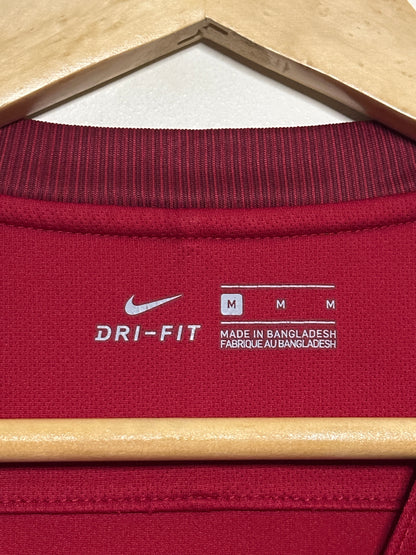 DRI-FIT
M M M
MADE IN BANGLADESH
FABRIQUE AU BANGLADESH